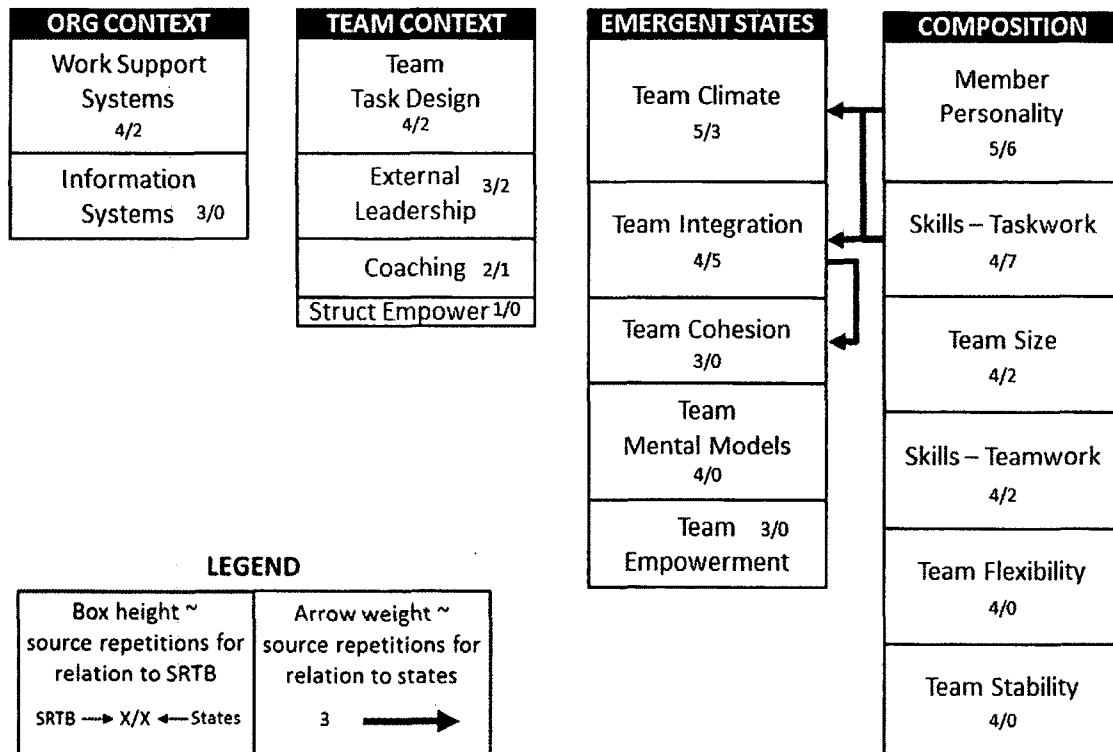 ORG CONTEXT
Work Support
Systems
4/2
Information
Systems 3/0
TEAM CONTEXT
Team
Task Design
4/2
External 3/2
Leadership
Coaching 2/1
Struct Empower 1/0
EMERGENT STATES
Team Climate
5/3
Team Integration
4/5
Team Cohesion
3/0
Team
Mental Models
4/0
Team 3/0
Empowerment
COMPOSITION
Member
Personality
5/6
Skills – Taskwork
4/7
Team Size
4/2
Skills – Teamwork
4/2
Team Flexibility
4/0
Team Stability
4/0
LEGEND
Box height ~
source repetitions for
relation to SRTB
SRTB → X/X ← States
Arrow weight ~
source repetitions for
relation to states
3